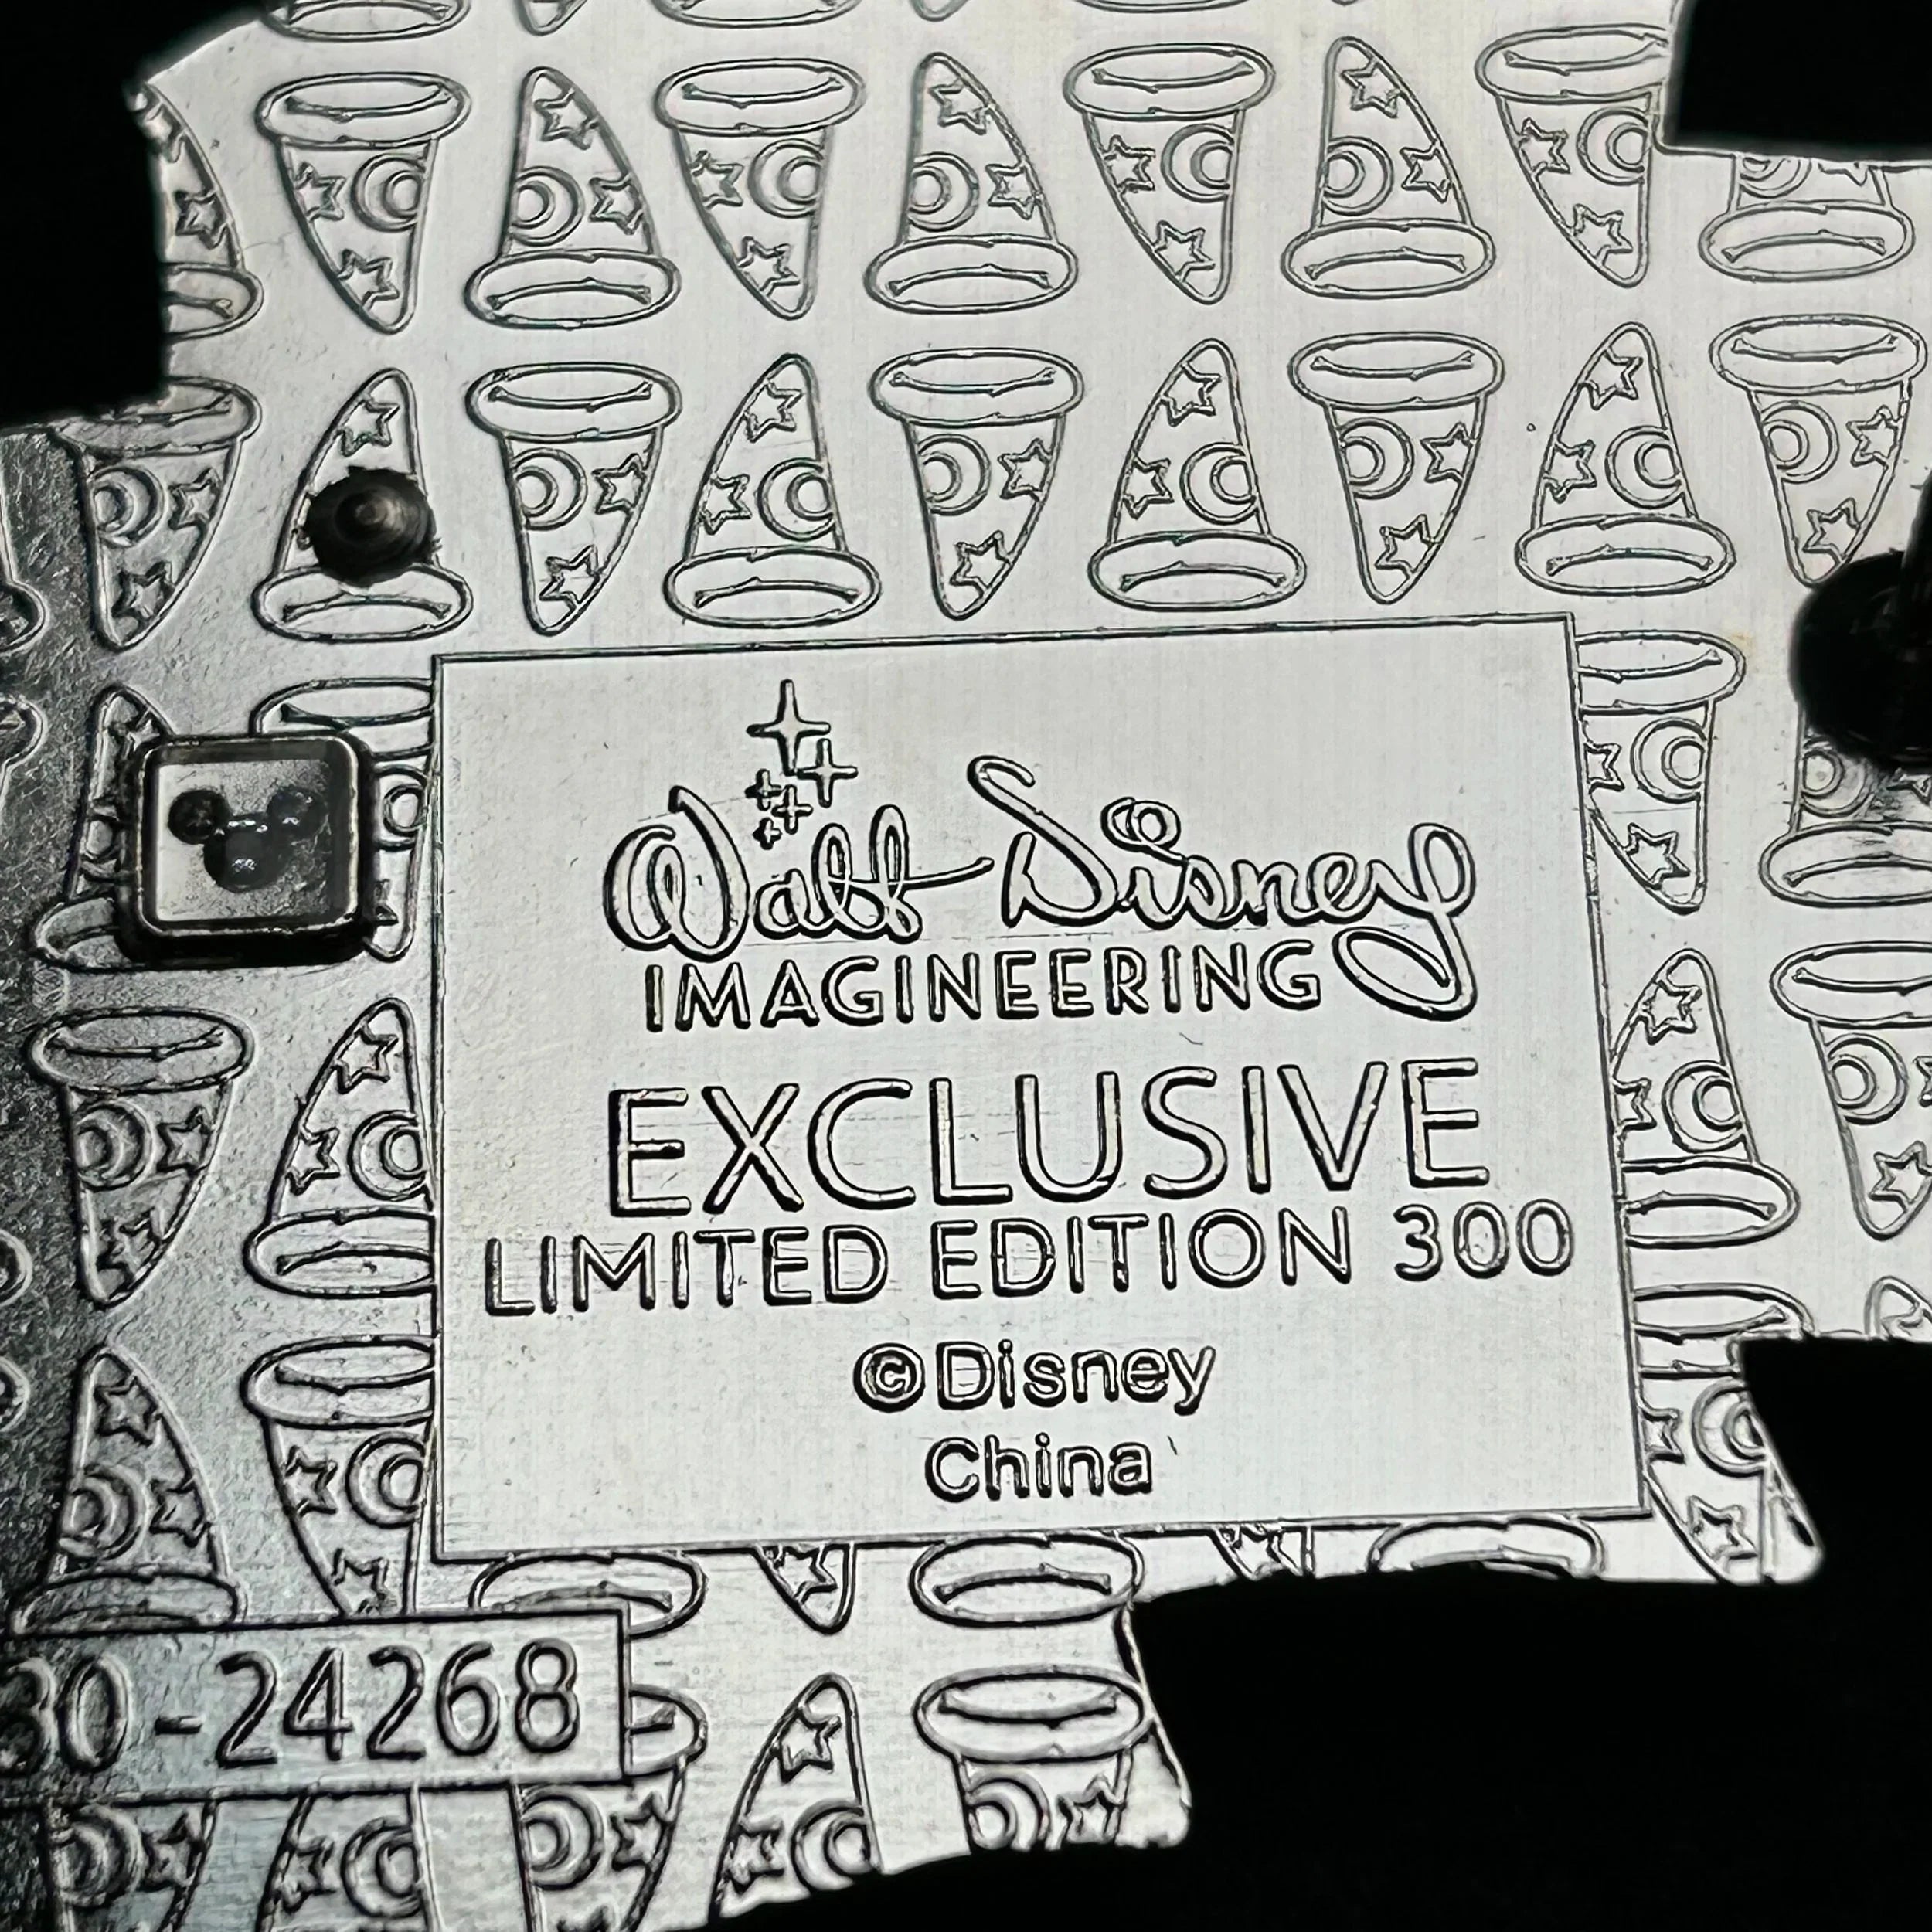 Walt Disney
IMAGINEERING
EXCLUSIVE
LIMITED EDITION 300
©Disney
China
30-24268